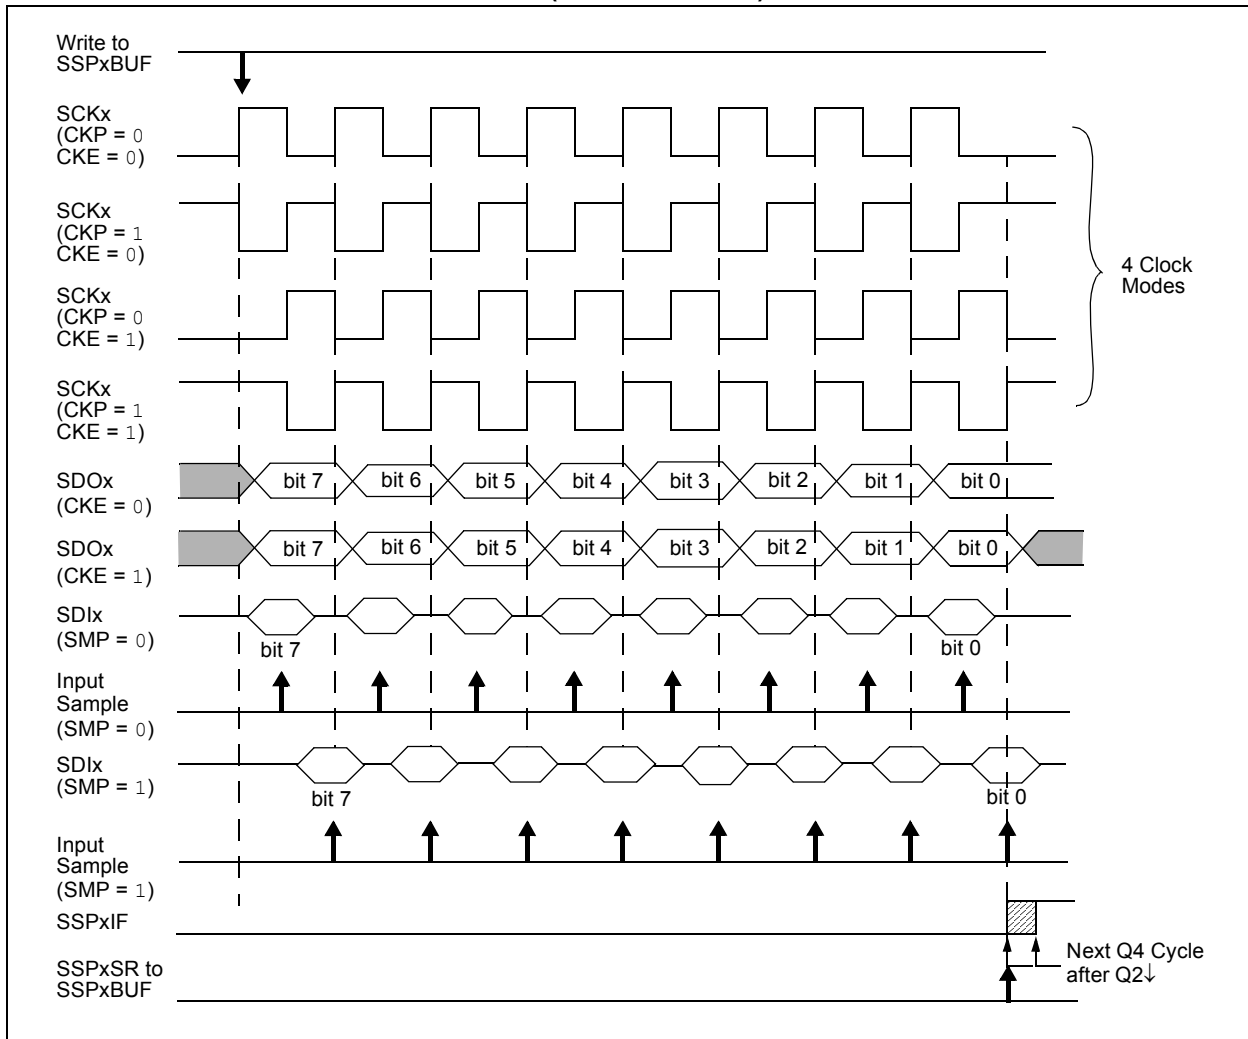 Write to
SSPxBUF
SCKx
(CKP = 0
CKE = 0)
SCKx
(CKP = 1
CKE = 0)
SCKx
(CKP = 0
CKE = 1)
SCKx
(CKP = 1
CKE = 1)
4 Clock
Modes
SDOx
(CKE = 0)
bit 7 bit 6 bit 5 bit 4 bit 3 bit 2 bit 1 bit 0
SDOx
(CKE = 1)
bit 7 bit 6 bit 5 bit 4 bit 3 bit 2 bit 1 bit 0
SDIx
(SMP = 0)
bit 7 bit 0
Input
Sample
(SMP = 0)
SDIx
(SMP = 1)
bit 7 bit 0
Input
Sample
(SMP = 1)
SSPxIF
SSPxSR to
SSPxBUF
Next Q4 Cycle
after Q2↓